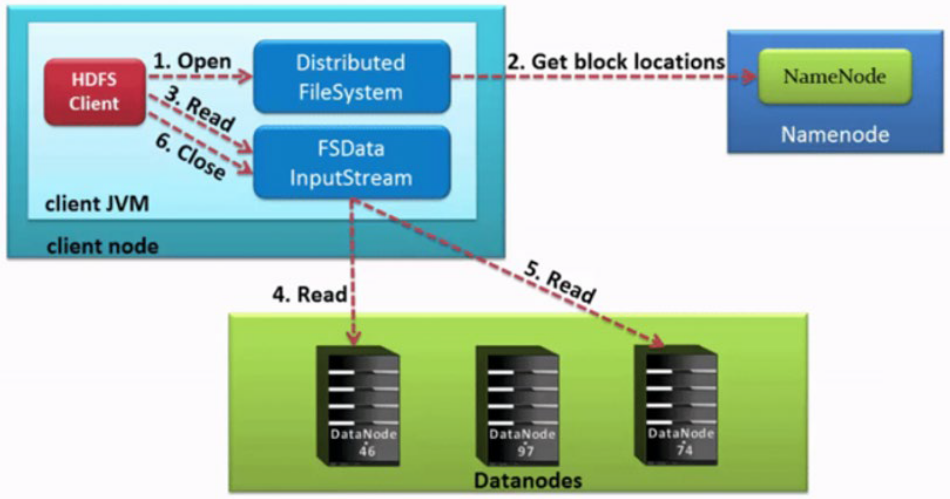 HDFS
Client
1. Open
Distributed
FileSystem
2. Get block locations
NameNode
Namenode
3. Read
6. Close
FSData
InputStream
client JVM
client node
4. Read
5. Read
DataNode
46
DataNode
97
DataNode
74
Datanodes